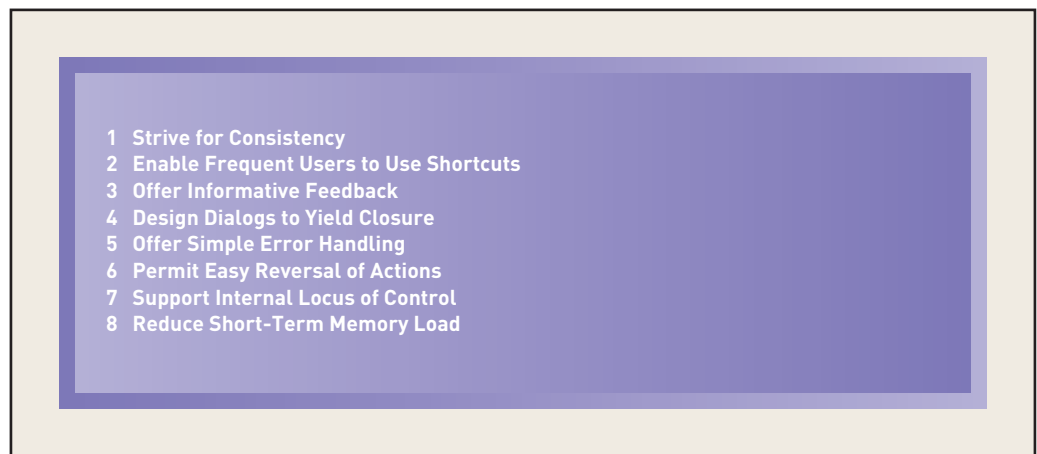 1 Strive for Consistency
2 Enable Frequent Users to Use Shortcuts
3 Offer Informative Feedback
4 Design Dialogs to Yield Closure
5 Offer Simple Error Handling
6 Permit Easy Reversal of Actions
7 Support Internal Locus of Control
8 Reduce Short-Term Memory Load